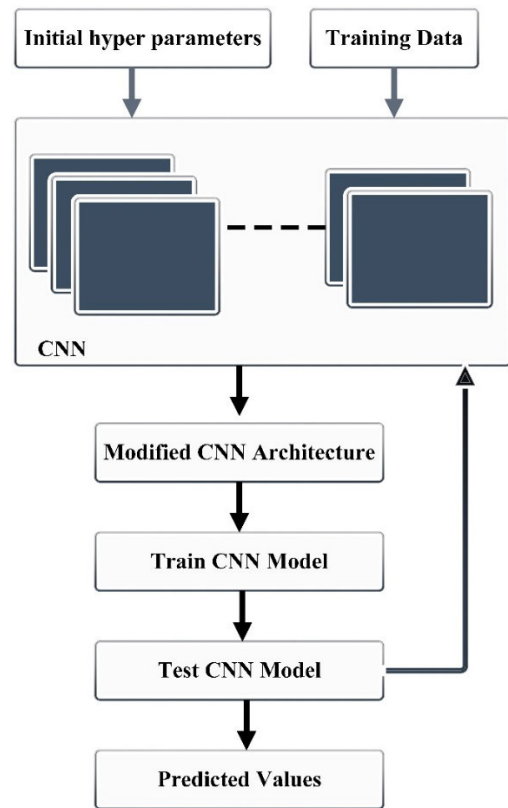 Initial hyper parameters
Training Data
CNN
Modified CNN Architecture
Train CNN Model
Test CNN Model
Predicted Values